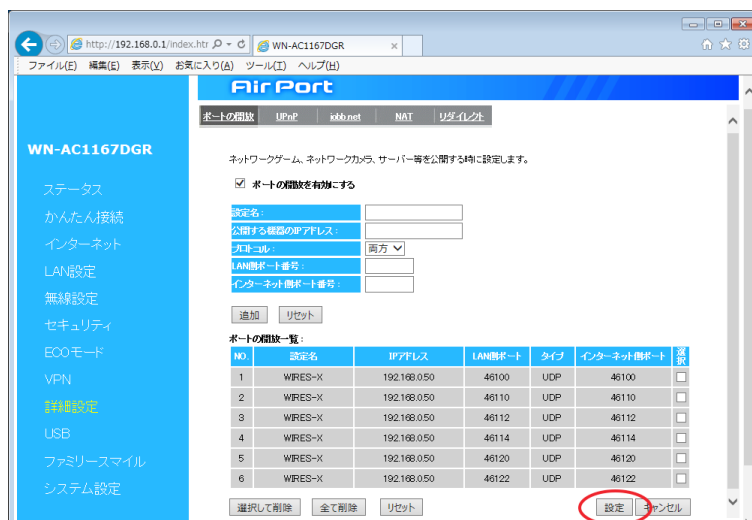 http://192.168.0.1/index.htr
WN-AC1167DGR
ファイル(F) 編集(E) 表示(V) お気に入り(A) ツール(T) ヘルプ(H)
Air Port
ポートの開放 UPnP iobb.net NAT リダイレクト
WN-AC1167DGR
ステータス
かんたん接続
インターネット
LAN設定
無線設定
セキュリティ
ECOモード
VPN
詳細設定
USB
ファミリースマイル
システム設定
ネットワークゲーム、ネットワークカメラ、サーバー等を公開する時に設定します。
ポートの開放を有効にする
設定名:
公開する機器のIPアドレス:
プロトコル: 両方
LAN側ポート番号:
インターネット側ポート番号:
追加 リセット
ポートの開放一覧:
NO. 設定名 IPアドレス LAN側ポート タイプ インターネット側ポート 選択
1 WIRES-X 192.168.0.50 46100 UDP 46100
2 WIRES-X 192.168.0.50 46110 UDP 46110
3 WIRES-X 192.168.0.50 46112 UDP 46112
4 WIRES-X 192.168.0.50 46114 UDP 46114
5 WIRES-X 192.168.0.50 46120 UDP 46120
6 WIRES-X 192.168.0.50 46122 UDP 46122
選択して削除 全て削除 リセット 設定 キャンセル